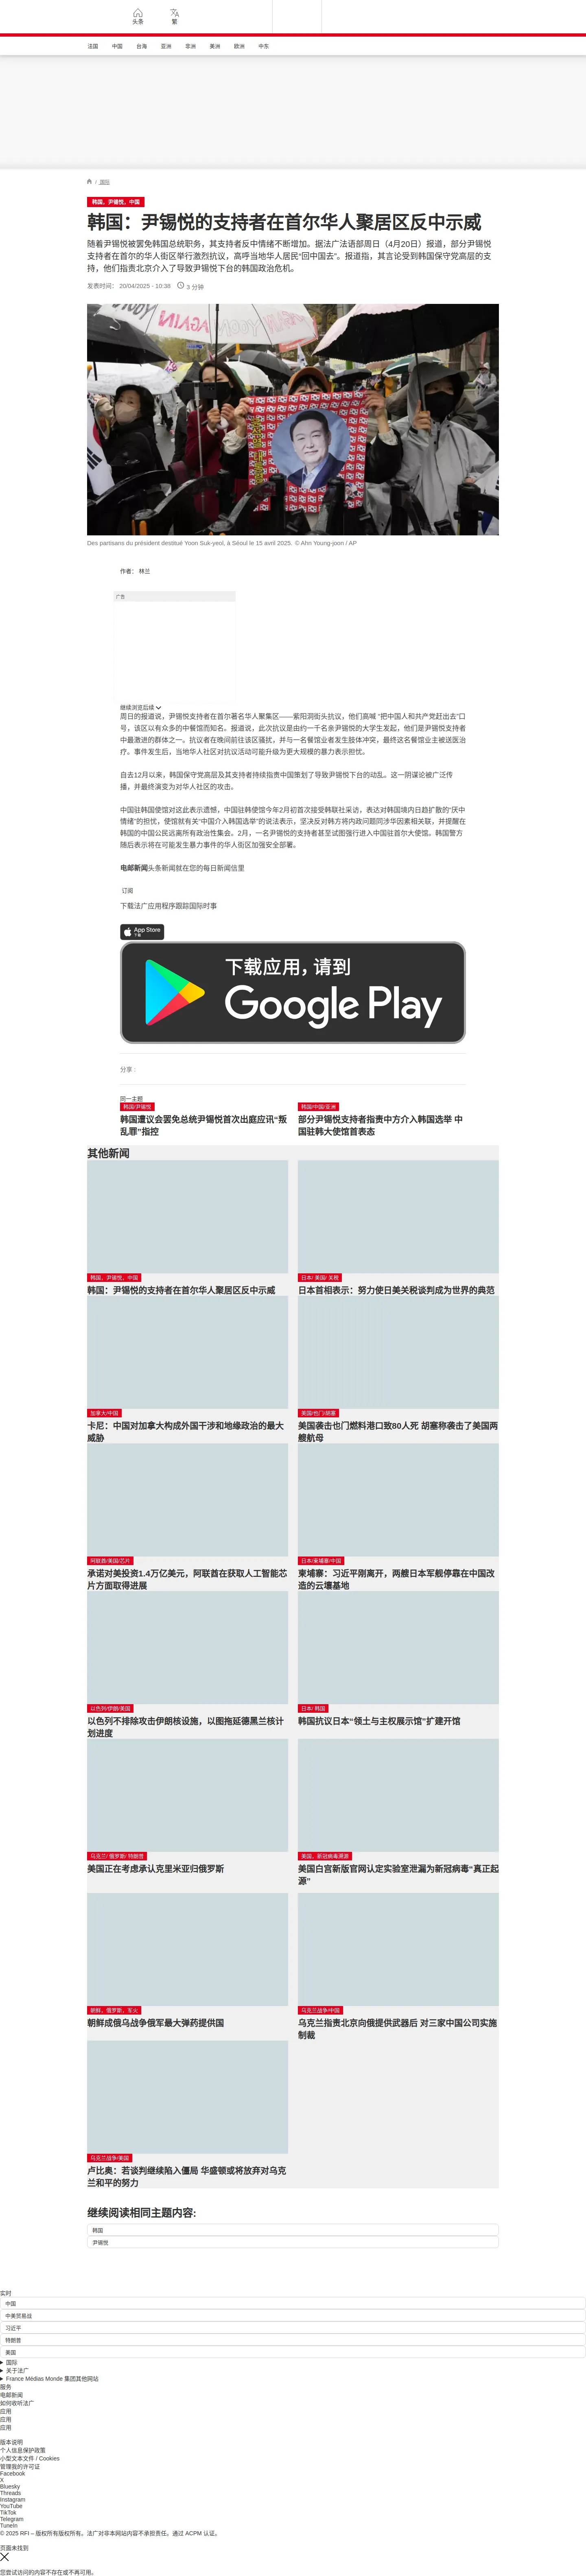 头条
繁
法国 中国 台海 亚洲 非洲 美洲 欧洲 中东
/ 国际
韩国，尹锡悦，中国
韩国：尹锡悦的支持者在首尔华人聚居区反中示威
随着尹锡悦被罢免韩国总统职务，其支持者反中情绪不断增加。据法广法语部周日（4月20日）报道，部分尹锡悦
支持者在首尔的华人街区举行激烈抗议，高呼当地华人居民“回中国去”。报道指，其言论受到韩国保守党高层的支
持，他们指责北京介入了导致尹锡悦下台的韩国政治危机。
发表时间： 20/04/2025 - 10:38 3 分钟
Des partisans du président destitué Yoon Suk-yeol, à Séoul le 15 avril 2025. © Ahn Young-joon / AP
作者： 林兰
广告
继续浏览后续
周日的报道说，尹锡悦支持者在首尔著名华人聚集区——紫阳洞街头抗议，他们高喊 “把中国人和共产党赶出去”口
号，该区以有众多的中餐馆而知名。报道说，此次抗议是由约一千名亲尹锡悦的大学生发起，他们是尹锡悦支持者
中最激进的群体之一。抗议者在晚间前往该区骚扰，并与一名餐馆业者发生肢体冲突，最终这名餐馆业主被送医治
疗。事件发生后，当地华人社区对抗议活动可能升级为更大规模的暴力表示担忧。
自去12月以来，韩国保守党高层及其支持者持续指责中国策划了导致尹锡悦下台的动乱。这一阴谋论被广泛传
播，并最终演变为对华人社区的攻击。
中国驻韩国使馆对这此表示遗憾，中国驻韩使馆今年2月初首次接受韩联社采访，表达对韩国境内日趋扩散的“厌中
情绪”的担忧，使馆就有关“中国介入韩国选举”的说法表示，坚决反对韩方将内政问题同涉华因素相关联，并提醒在
韩国的中国公民远离所有政治性集会。2月，一名尹锡悦的支持者甚至试图强行进入中国驻首尔大使馆。韩国警方
随后表示将在可能发生暴力事件的华人街区加强安全部署。
电邮新闻头条新闻就在您的每日新闻信里
订阅
下载法广应用程序跟踪国际时事
App Store
下载
下载应用，请到
Google Play
分享 :
同一主题
韩国/尹锡悦
韩国遭议会罢免总统尹锡悦首次出庭应讯“叛
乱罪”指控
韩国/中国/亚洲
部分尹锡悦支持者指责中方介入韩国选举 中
国驻韩大使馆首表态
其他新闻
韩国，尹锡悦，中国
韩国：尹锡悦的支持者在首尔华人聚居区反中示威
日本/ 美国/ 关税
日本首相表示：努力使日美关税谈判成为世界的典范
加拿大/中国
卡尼：中国对加拿大构成外国干涉和地缘政治的最大
威胁
美国/也门/胡塞
美国袭击也门燃料港口致80人死 胡塞称袭击了美国两
艘航母
阿联酋/美国/芯片
承诺对美投资1.4万亿美元，阿联酋在获取人工智能芯
片方面取得进展
日本/柬埔寨/中国
柬埔寨：习近平刚离开，两艘日本军舰停靠在中国改
造的云壤基地
以色列/伊朗/美国
以色列不排除攻击伊朗核设施，以图拖延德黑兰核计
划进度
日本/ 韩国
韩国抗议日本“领土与主权展示馆”扩建开馆
乌克兰/ 俄罗斯/ 特朗普
美国正在考虑承认克里米亚归俄罗斯
美国，新冠病毒溯源
美国白宫新版官网认定实验室泄漏为新冠病毒“真正起
源”
朝鲜，俄罗斯，军火
朝鲜成俄乌战争俄军最大弹药提供国
乌克兰战争/中国
乌克兰指责北京向俄提供武器后 对三家中国公司实施
制裁
乌克兰战争/美国
卢比奥：若谈判继续陷入僵局 华盛顿或将放弃对乌克
兰和平的努力
继续阅读相同主题内容:
韩国
尹锡悦
实时
中国
中美贸易战
习近平
特朗普
美国
国际
关于法广
France Médias Monde 集团其他网站
服务
电邮新闻
如何收听法广
应用
应用
应用
版本说明
个人信息保护政策
小型文本文件 / Cookies
管理我的许可证
Facebook
X
Bluesky
Threads
Instagram
YouTube
TikTok
Telegram
TuneIn
© 2025 RFI – 版权所有版权所有。法广对非本网站内容不承担责任。通过 ACPM 认证。
页面未找到
您尝试访问的内容不存在或不再可用。